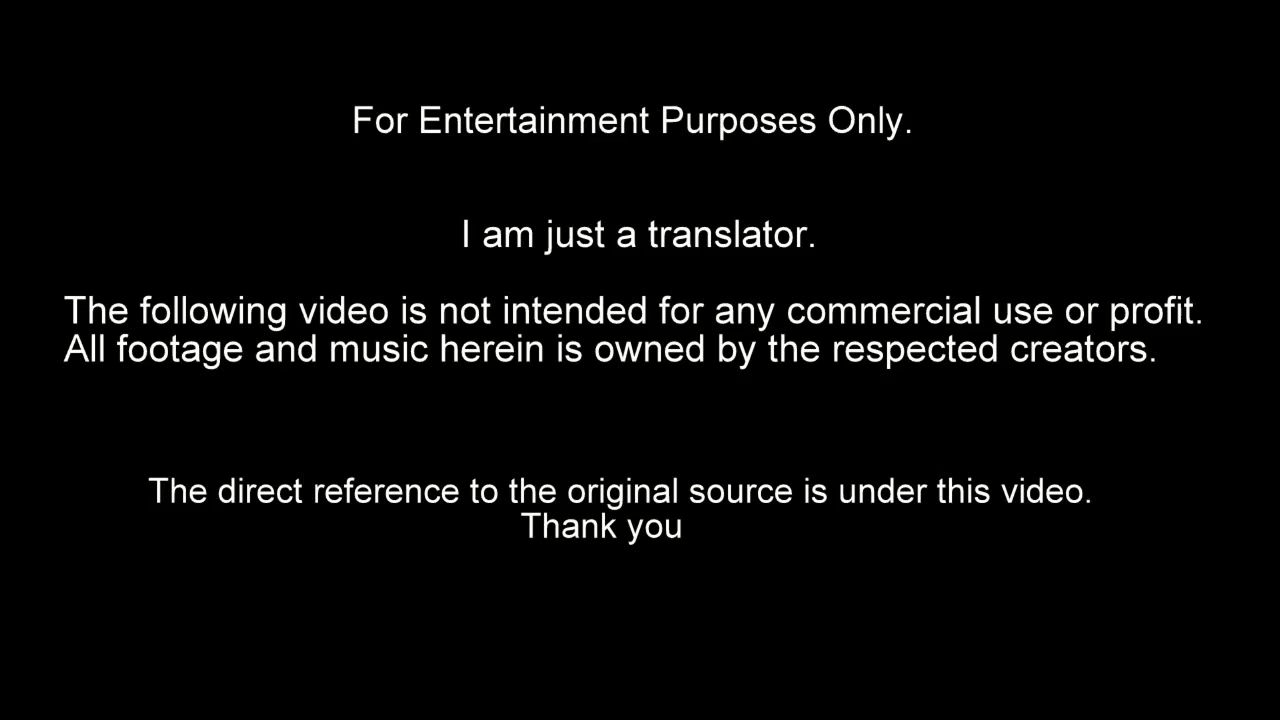 For Entertainment Purposes Only.
I am just a translator.
The following video is not intended for any commercial use or profit.
All footage and music herein is owned by the respected creators.
The direct reference to the original source is under this video.
Thank you